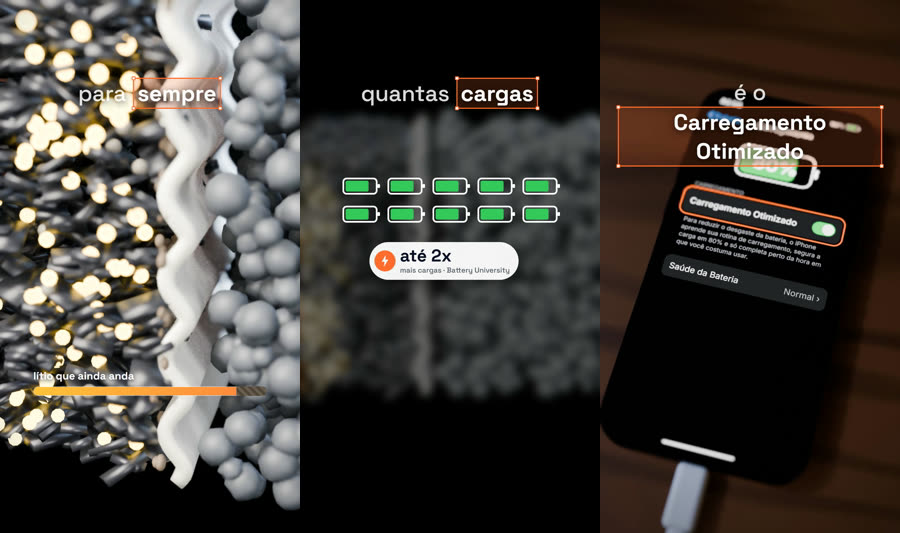 para sempre
lítio que ainda anda
quantas cargas
até 2x
mais cargas · Battery University
é o
Carregamento
Otimizado
80%
CARREGAMENTO
Carregamento Otimizado
Para reduzir o desgaste da bateria, o iPhone
aprende sua rotina de carregamento, segura a
carga em 80% e só completa perto da hora em
que você costuma usar.
Saúde da Bateria
Normal ›